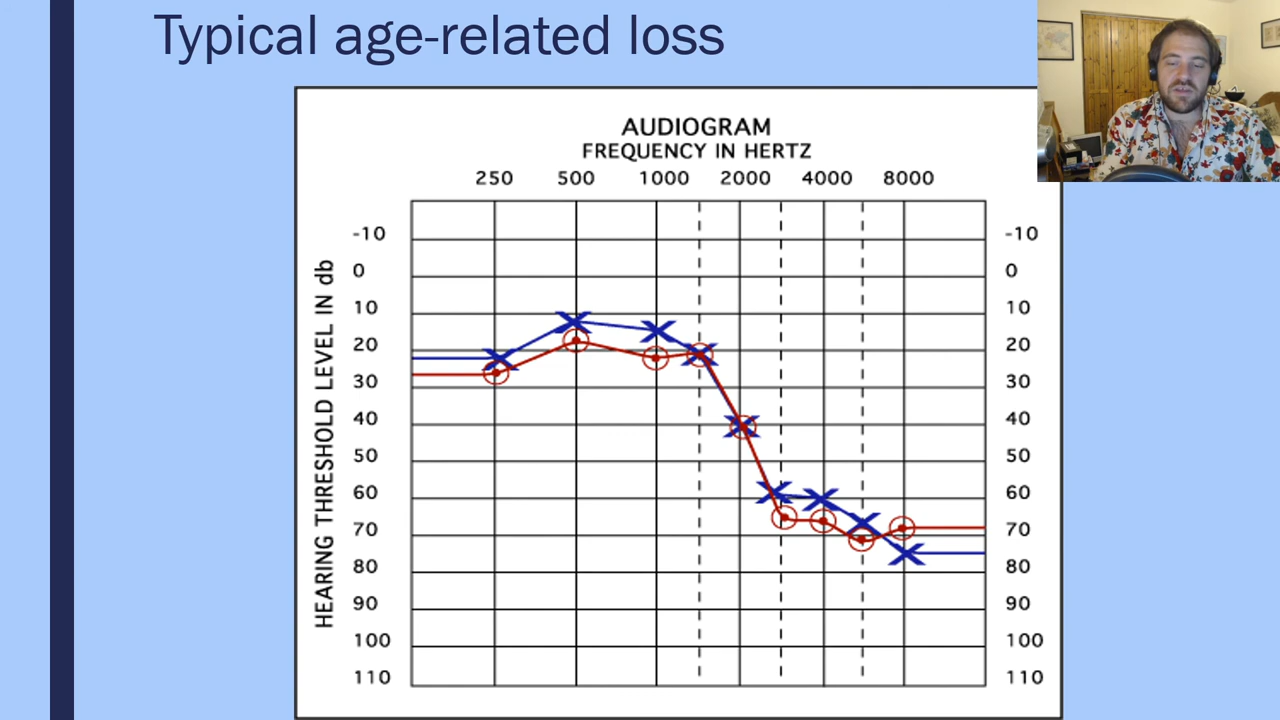 Typical age-related loss
AUDIOGRAM
FREQUENCY IN HERTZ
250 500 1000 2000 4000 8000
HEARING THRESHOLD LEVEL IN db
-10 -10
0 0
10 10
20 20
30 30
40 40
50 50
60 60
70 70
80 80
90 90
100 100
110 110